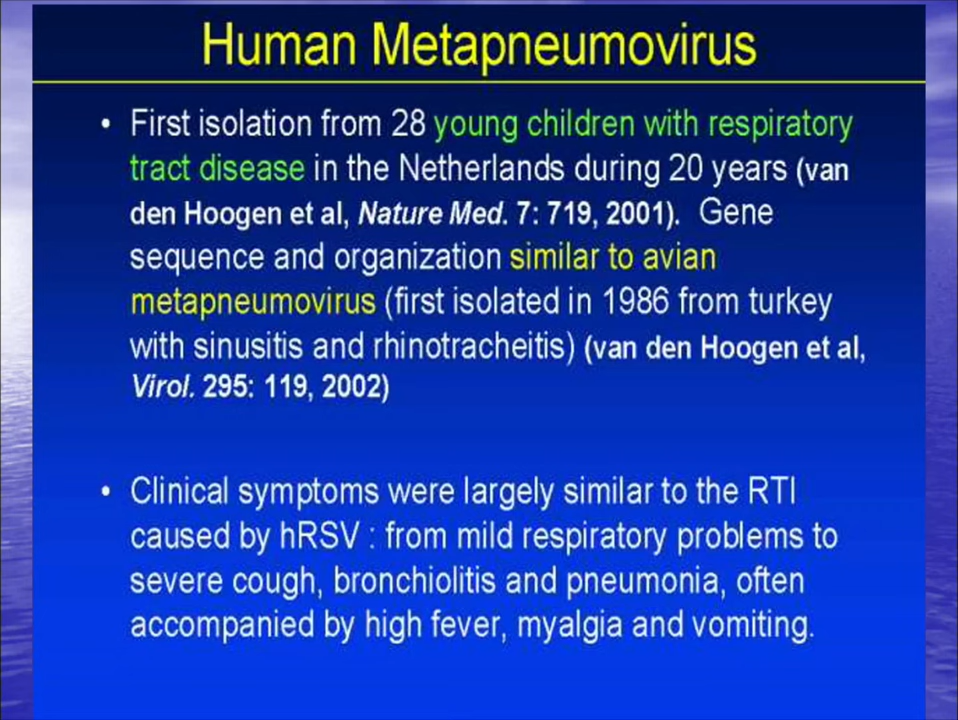 Human Metapneumovirus
• First isolation from 28 young children with respiratory
tract disease in the Netherlands during 20 years (van
den Hoogen et al, Nature Med. 7: 719, 2001). Gene
sequence and organization similar to avian
metapneumovirus (first isolated in 1986 from turkey
with sinusitis and rhinotracheitis) (van den Hoogen et al,
Virol. 295: 119, 2002)
• Clinical symptoms were largely similar to the RTI
caused by hRSV : from mild respiratory problems to
severe cough, bronchiolitis and pneumonia, often
accompanied by high fever, myalgia and vomiting.